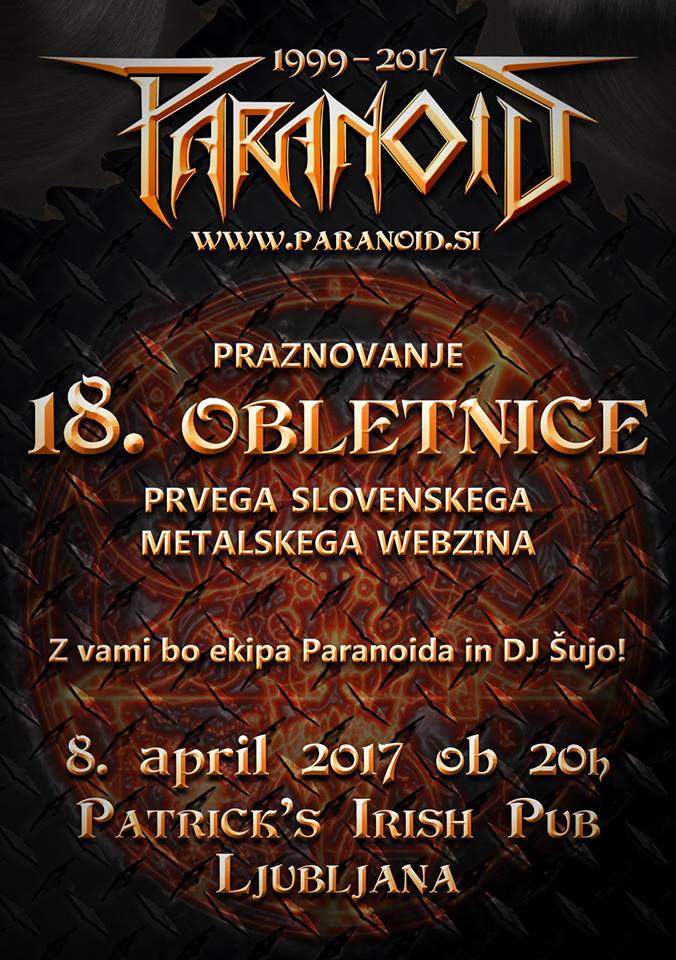 1999-2017
PARANOID
WWW.PARANOID.SI
PRAZNOVANJE
18. OBLETNICE
PRVEGA SLOVENSKEGA
METALSKEGA WEBZINA
Z vami bo ekipa Paranoida in DJ Šujo!
8. april 2017 ob 20h
PATRICK'S IRISH PUB
LJUBLJANA